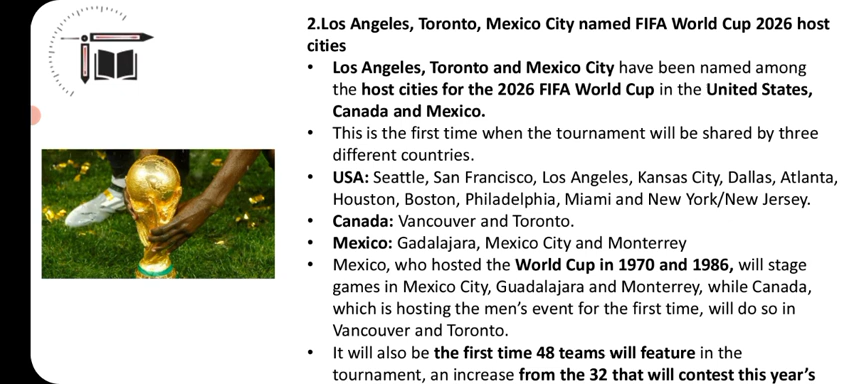 2.Los Angeles, Toronto, Mexico City named FIFA World Cup 2026 host
cities
• Los Angeles, Toronto and Mexico City have been named among
the host cities for the 2026 FIFA World Cup in the United States,
Canada and Mexico.
• This is the first time when the tournament will be shared by three
different countries.
• USA: Seattle, San Francisco, Los Angeles, Kansas City, Dallas, Atlanta,
Houston, Boston, Philadelphia, Miami and New York/New Jersey.
• Canada: Vancouver and Toronto.
• Mexico: Gadalajara, Mexico City and Monterrey
• Mexico, who hosted the World Cup in 1970 and 1986, will stage
games in Mexico City, Guadalajara and Monterrey, while Canada,
which is hosting the men's event for the first time, will do so in
Vancouver and Toronto.
• It will also be the first time 48 teams will feature in the
tournament, an increase from the 32 that will contest this year's